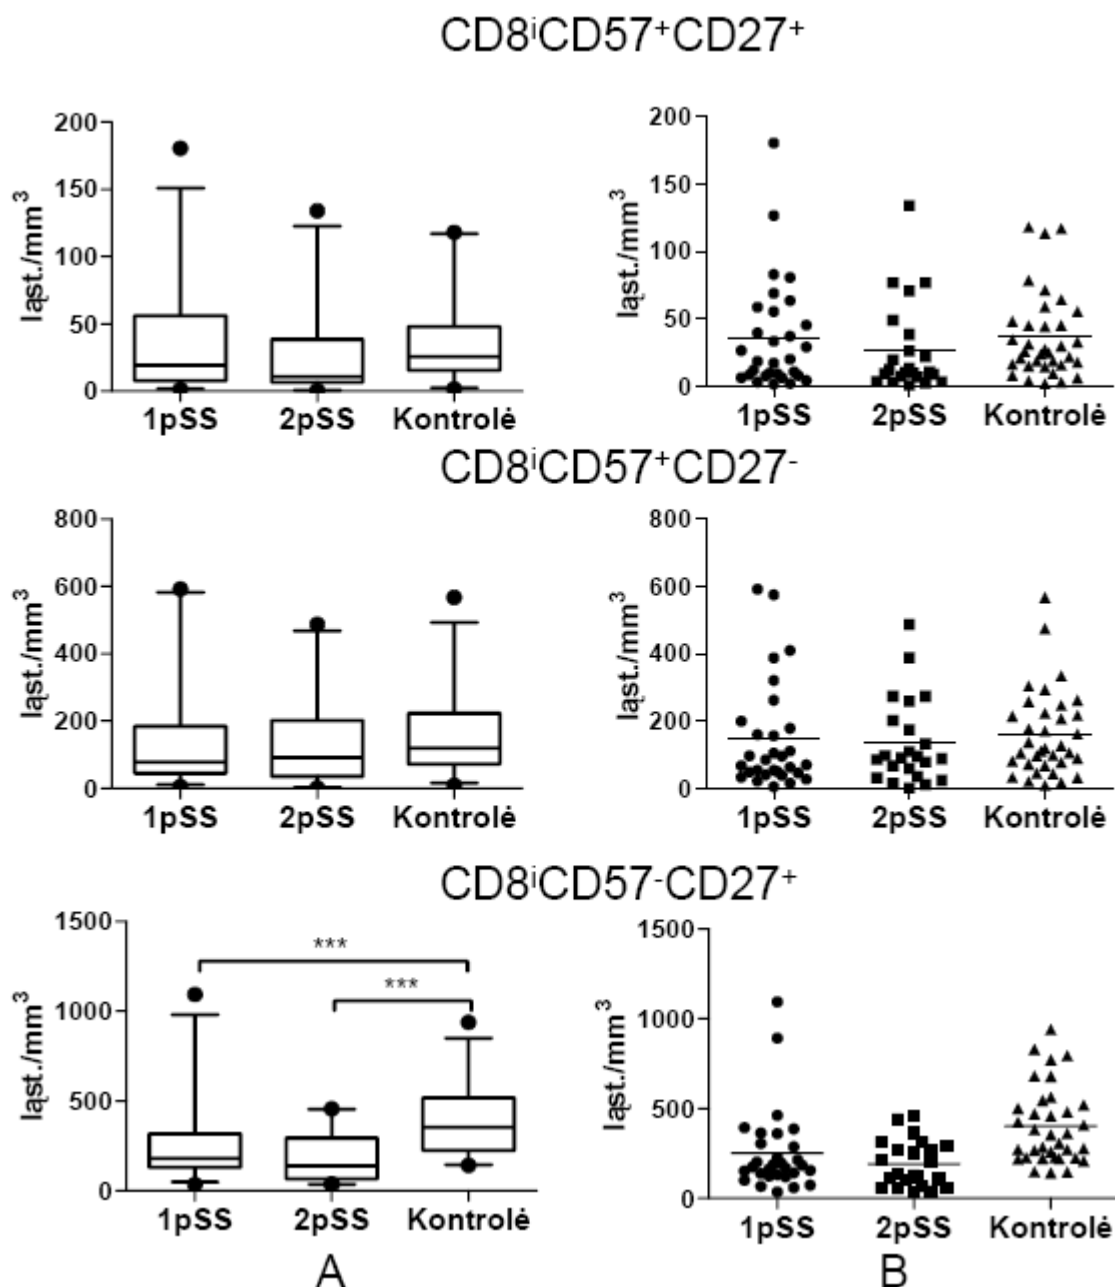 CD8ⁱCD57⁺CD27⁺
200
150
100
50
0
ląst./mm³
1pSS 2pSS Kontrolė
200
150
100
50
0
ląst./mm³
1pSS 2pSS Kontrolė
CD8ⁱCD57⁺CD27⁻
800
600
400
200
0
ląst./mm³
1pSS 2pSS Kontrolė
800
600
400
200
0
ląst./mm³
1pSS 2pSS Kontrolė
CD8ⁱCD57⁻CD27⁺
1500
1000
500
0
ląst./mm³
***
***
1pSS 2pSS Kontrolė
A
1500
1000
500
0
ląst./mm³
1pSS 2pSS Kontrolė
B